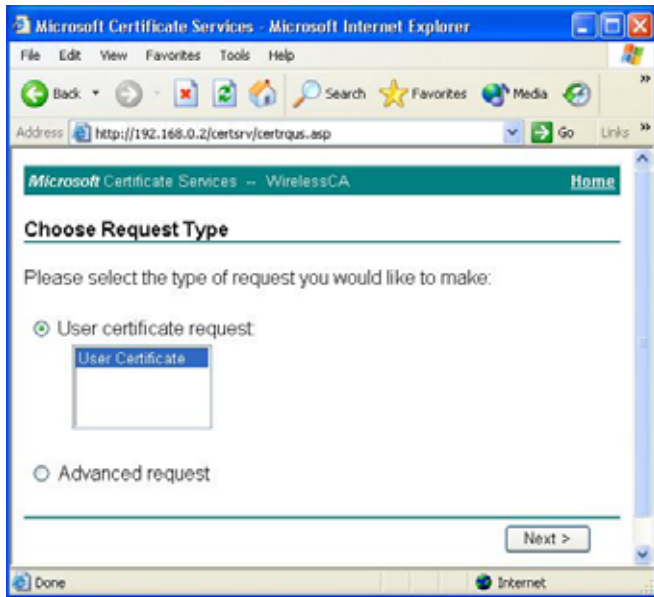 Microsoft Certificate Services - Microsoft Internet Explorer
File Edit View Favorites Tools Help
Back Search Favorites Media »
Address http://192.168.0.2/certsrv/certrqus.asp Go Links »
Microsoft Certificate Services -- WirelessCA Home
Choose Request Type
Please select the type of request you would like to make:
User certificate request:
User Certificate
Advanced request
Next >
Done Internet